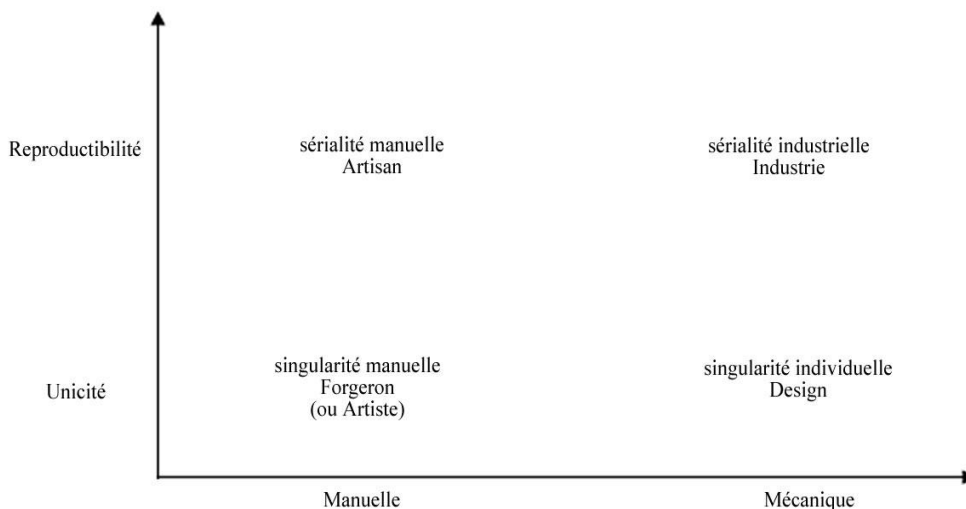 Reproductibilité
sérialité manuelle
Artisan
sérialité industrielle
Industrie
Unicité
singularité manuelle
Forgeron
(ou Artiste)
singularité individuelle
Design
Manuelle
Mécanique